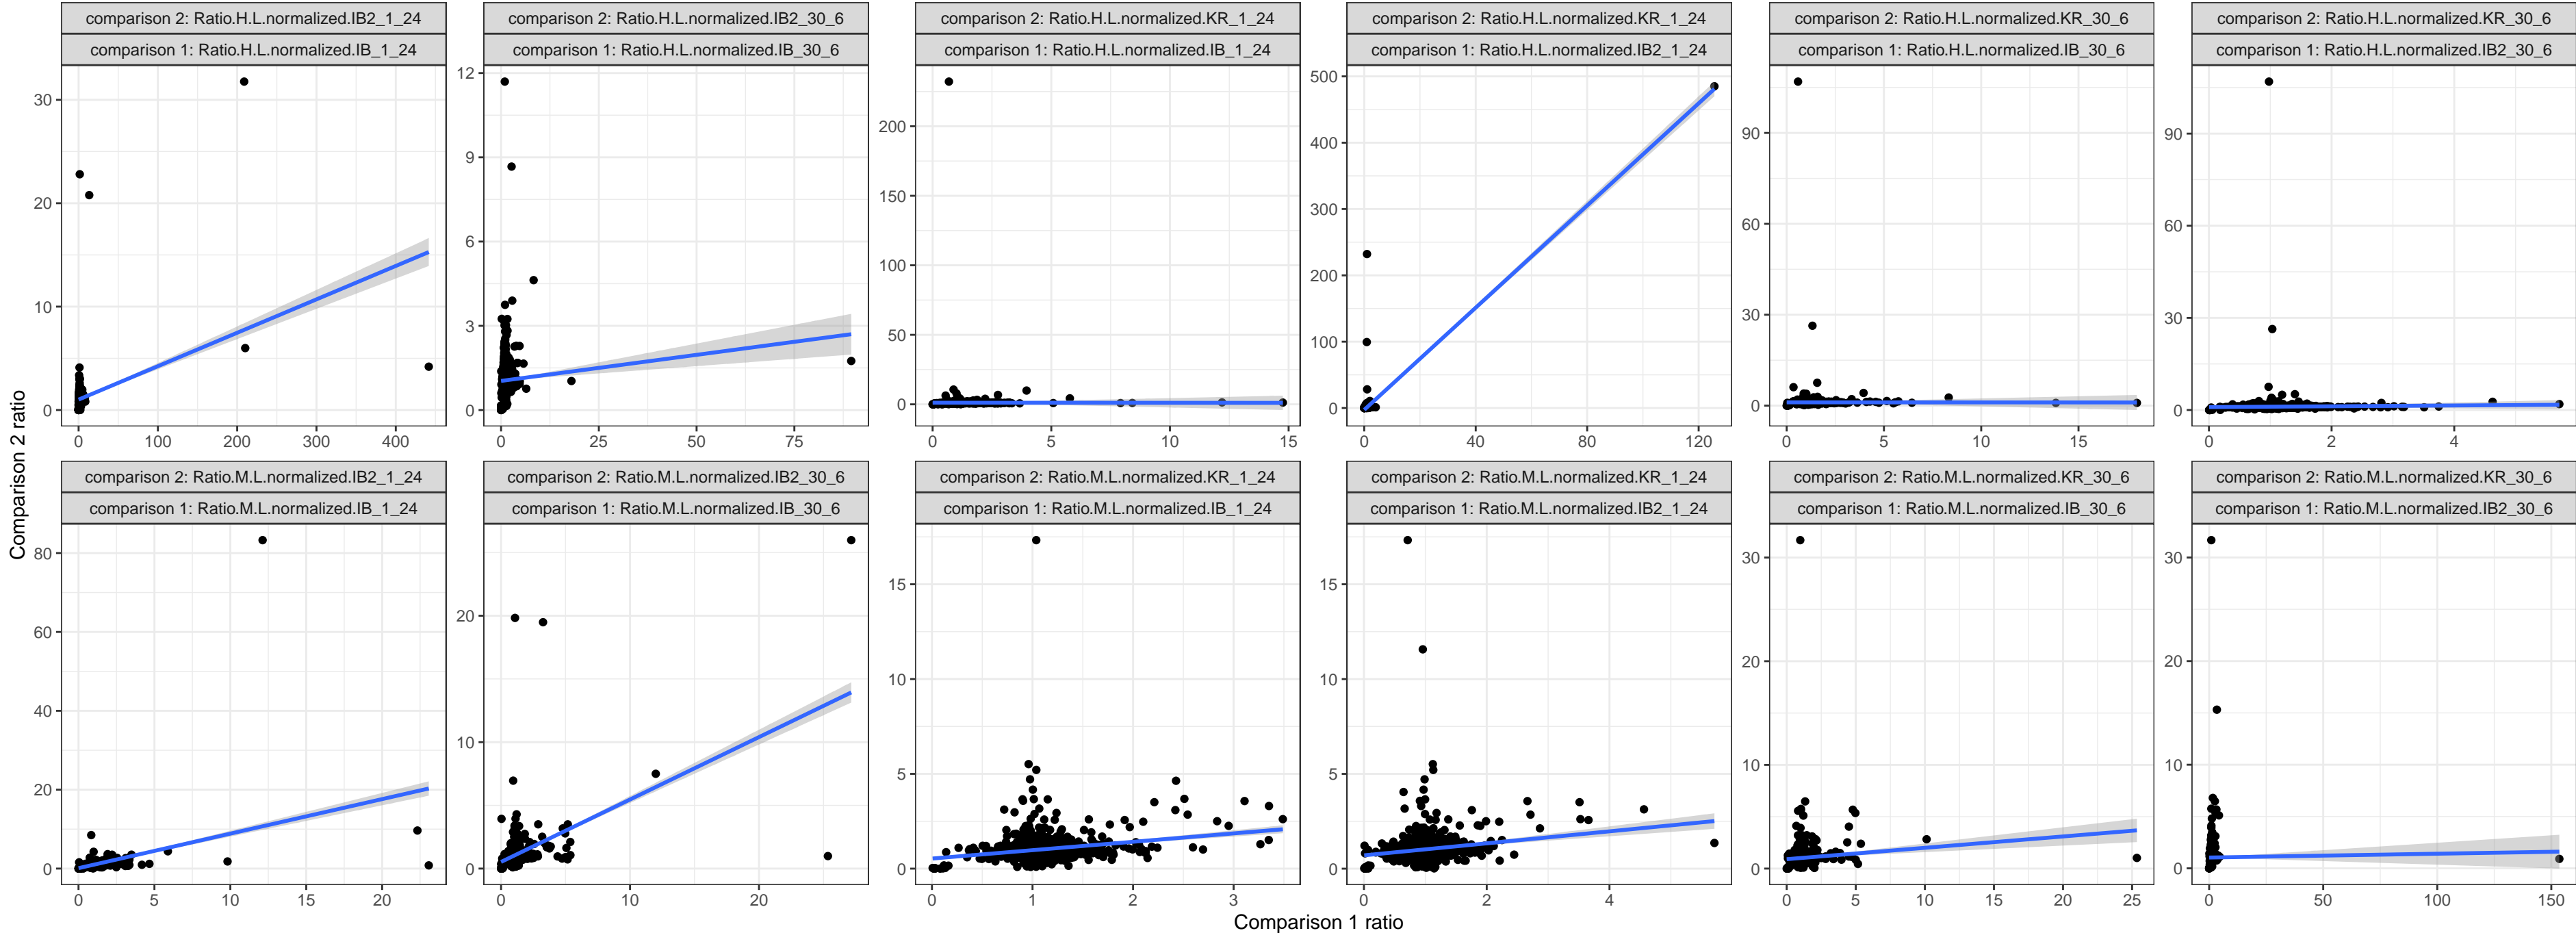 comparison 2: Ratio.H.L.normalized.IB2_1_24
comparison 1: Ratio.H.L.normalized.IB_1_24
30
20
10
0
0 100 200 300 400
comparison 2: Ratio.H.L.normalized.IB2_30_6
comparison 1: Ratio.H.L.normalized.IB_30_6
12
9
6
3
0
0 25 50 75
comparison 2: Ratio.H.L.normalized.KR_1_24
comparison 1: Ratio.H.L.normalized.IB_1_24
200
150
100
50
0
0 5 10 15
comparison 2: Ratio.H.L.normalized.KR_1_24
comparison 1: Ratio.H.L.normalized.IB2_1_24
500
400
300
200
100
0
0 40 80 120
comparison 2: Ratio.H.L.normalized.KR_30_6
comparison 1: Ratio.H.L.normalized.IB_30_6
90
60
30
0
0 5 10 15
comparison 2: Ratio.H.L.normalized.KR_30_6
comparison 1: Ratio.H.L.normalized.IB2_30_6
90
60
30
0
0 2 4
Comparison 2 ratio
comparison 2: Ratio.M.L.normalized.IB2_1_24
comparison 1: Ratio.M.L.normalized.IB_1_24
80
60
40
20
0
0 5 10 15 20
comparison 2: Ratio.M.L.normalized.IB2_30_6
comparison 1: Ratio.M.L.normalized.IB_30_6
20
10
0
0 10 20
comparison 2: Ratio.M.L.normalized.KR_1_24
comparison 1: Ratio.M.L.normalized.IB_1_24
15
10
5
0
0 1 2 3
comparison 2: Ratio.M.L.normalized.KR_1_24
comparison 1: Ratio.M.L.normalized.IB2_1_24
15
10
5
0
0 2 4
comparison 2: Ratio.M.L.normalized.KR_30_6
comparison 1: Ratio.M.L.normalized.IB_30_6
30
20
10
0
0 5 10 15 20 25
comparison 2: Ratio.M.L.normalized.KR_30_6
comparison 1: Ratio.M.L.normalized.IB2_30_6
30
20
10
0
0 50 100 150
Comparison 1 ratio